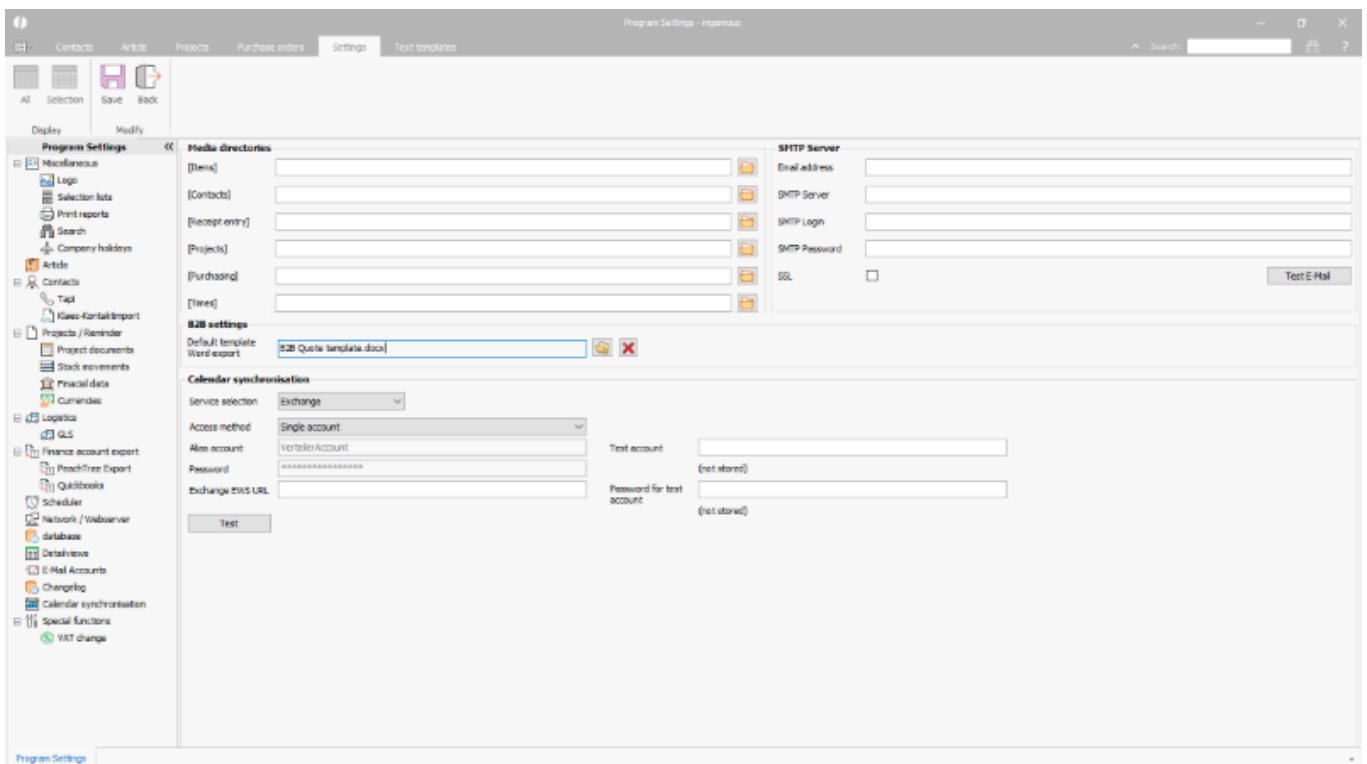 Program Settings - ingenious
Contacts Article Projects Purchase orders Settings Text templates Search: ?
All Selection Save Back
Display Modify
Program Settings
Miscellaneous
Logo
Selection lists
Print reports
Search
Company holidays
Article
Contacts
Tapi
Klaes-Kontaktimport
Projects / Reminder
Project documents
Stock movements
Finacial data
Currencies
Logistics
GLS
Finance account export
PeachTree Export
Quickbooks
Scheduler
Network / Webserver
database
Detailviews
E-Mail Accounts
Changelog
Calendar synchronisation
Special functions
VAT change
Media directories
[Items]
[Contacts]
[Receipt entry]
[Projects]
[Purchasing]
[Times]
SMTP Server
Email address
SMTP Server
SMTP Login
SMTP Password
SSL Test E-Mail
B2B settings
Default template
Word export
B2B Quote template.docx
Calendar synchronisation
Service selection Exchange
Access method Single account
Alias account VerteilerAccount Test account
Password **************** (not stored)
Exchange EWS URL Password for test
account
(not stored)
Test
Program Settings